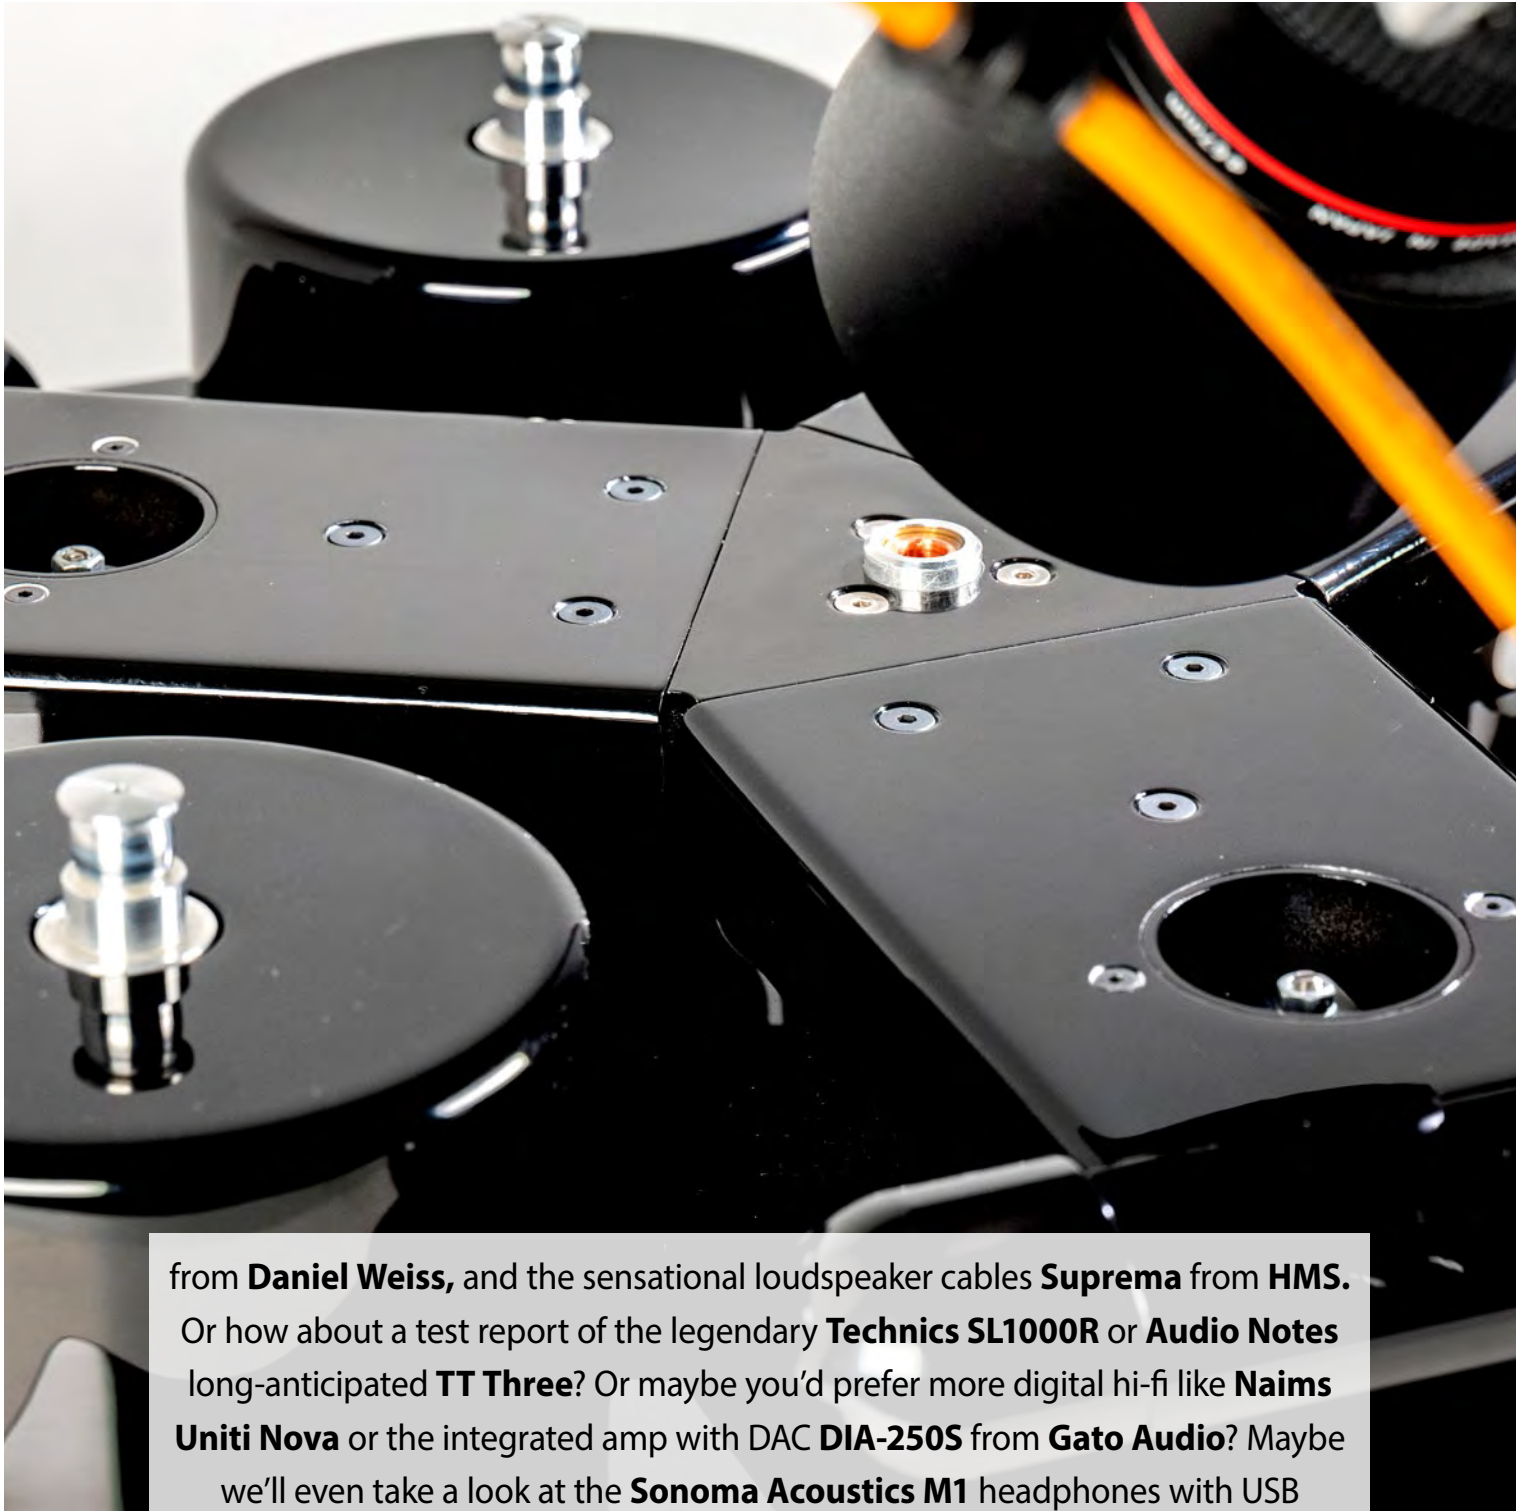 MADE IN JAPAN
from Daniel Weiss, and the sensational loudspeaker cables Suprema from HMS.
Or how about a test report of the legendary Technics SL1000R or Audio Notes
long-anticipated TT Three? Or maybe you’d prefer more digital hi-fi like Naims
Uniti Nova or the integrated amp with DAC DIA-250S from Gato Audio? Maybe
we’ll even take a look at the Sonoma Acoustics M1 headphones with USB